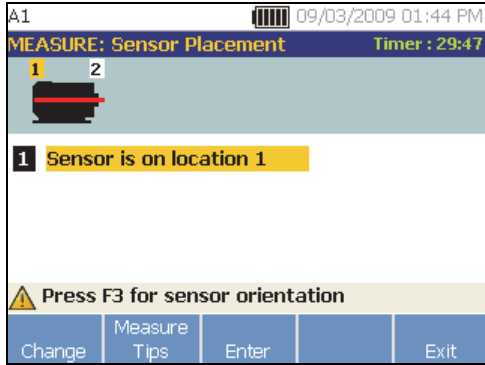 A1 09/03/2009 01:44 PM
MEASURE: Sensor Placement Timer : 29:47
1 2
1 Sensor is on location 1
Press F3 for sensor orientation
Change Measure Tips Enter Exit